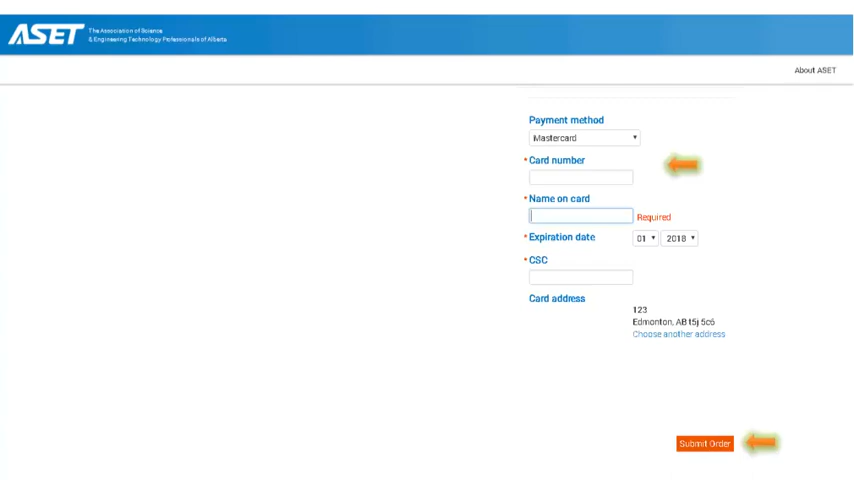 ASET
The Association of Science
& Engineering Technology Professionals of Alberta
About ASET
Payment method
Mastercard
* Card number
* Name on card
Required
* Expiration date 01 2018
* CSC
Card address
123
Edmonton, AB t5j 5c6
Choose another address
Submit Order